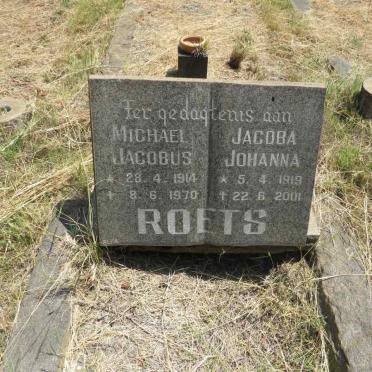 Ter gedagtenis aan
MICHAEL
JACOBUS
* 28. 4. 1914
+ 8. 6. 1970
JACOBA
JOHANNA
* 5. 4. 1919
+ 22. 6. 2001
ROETS